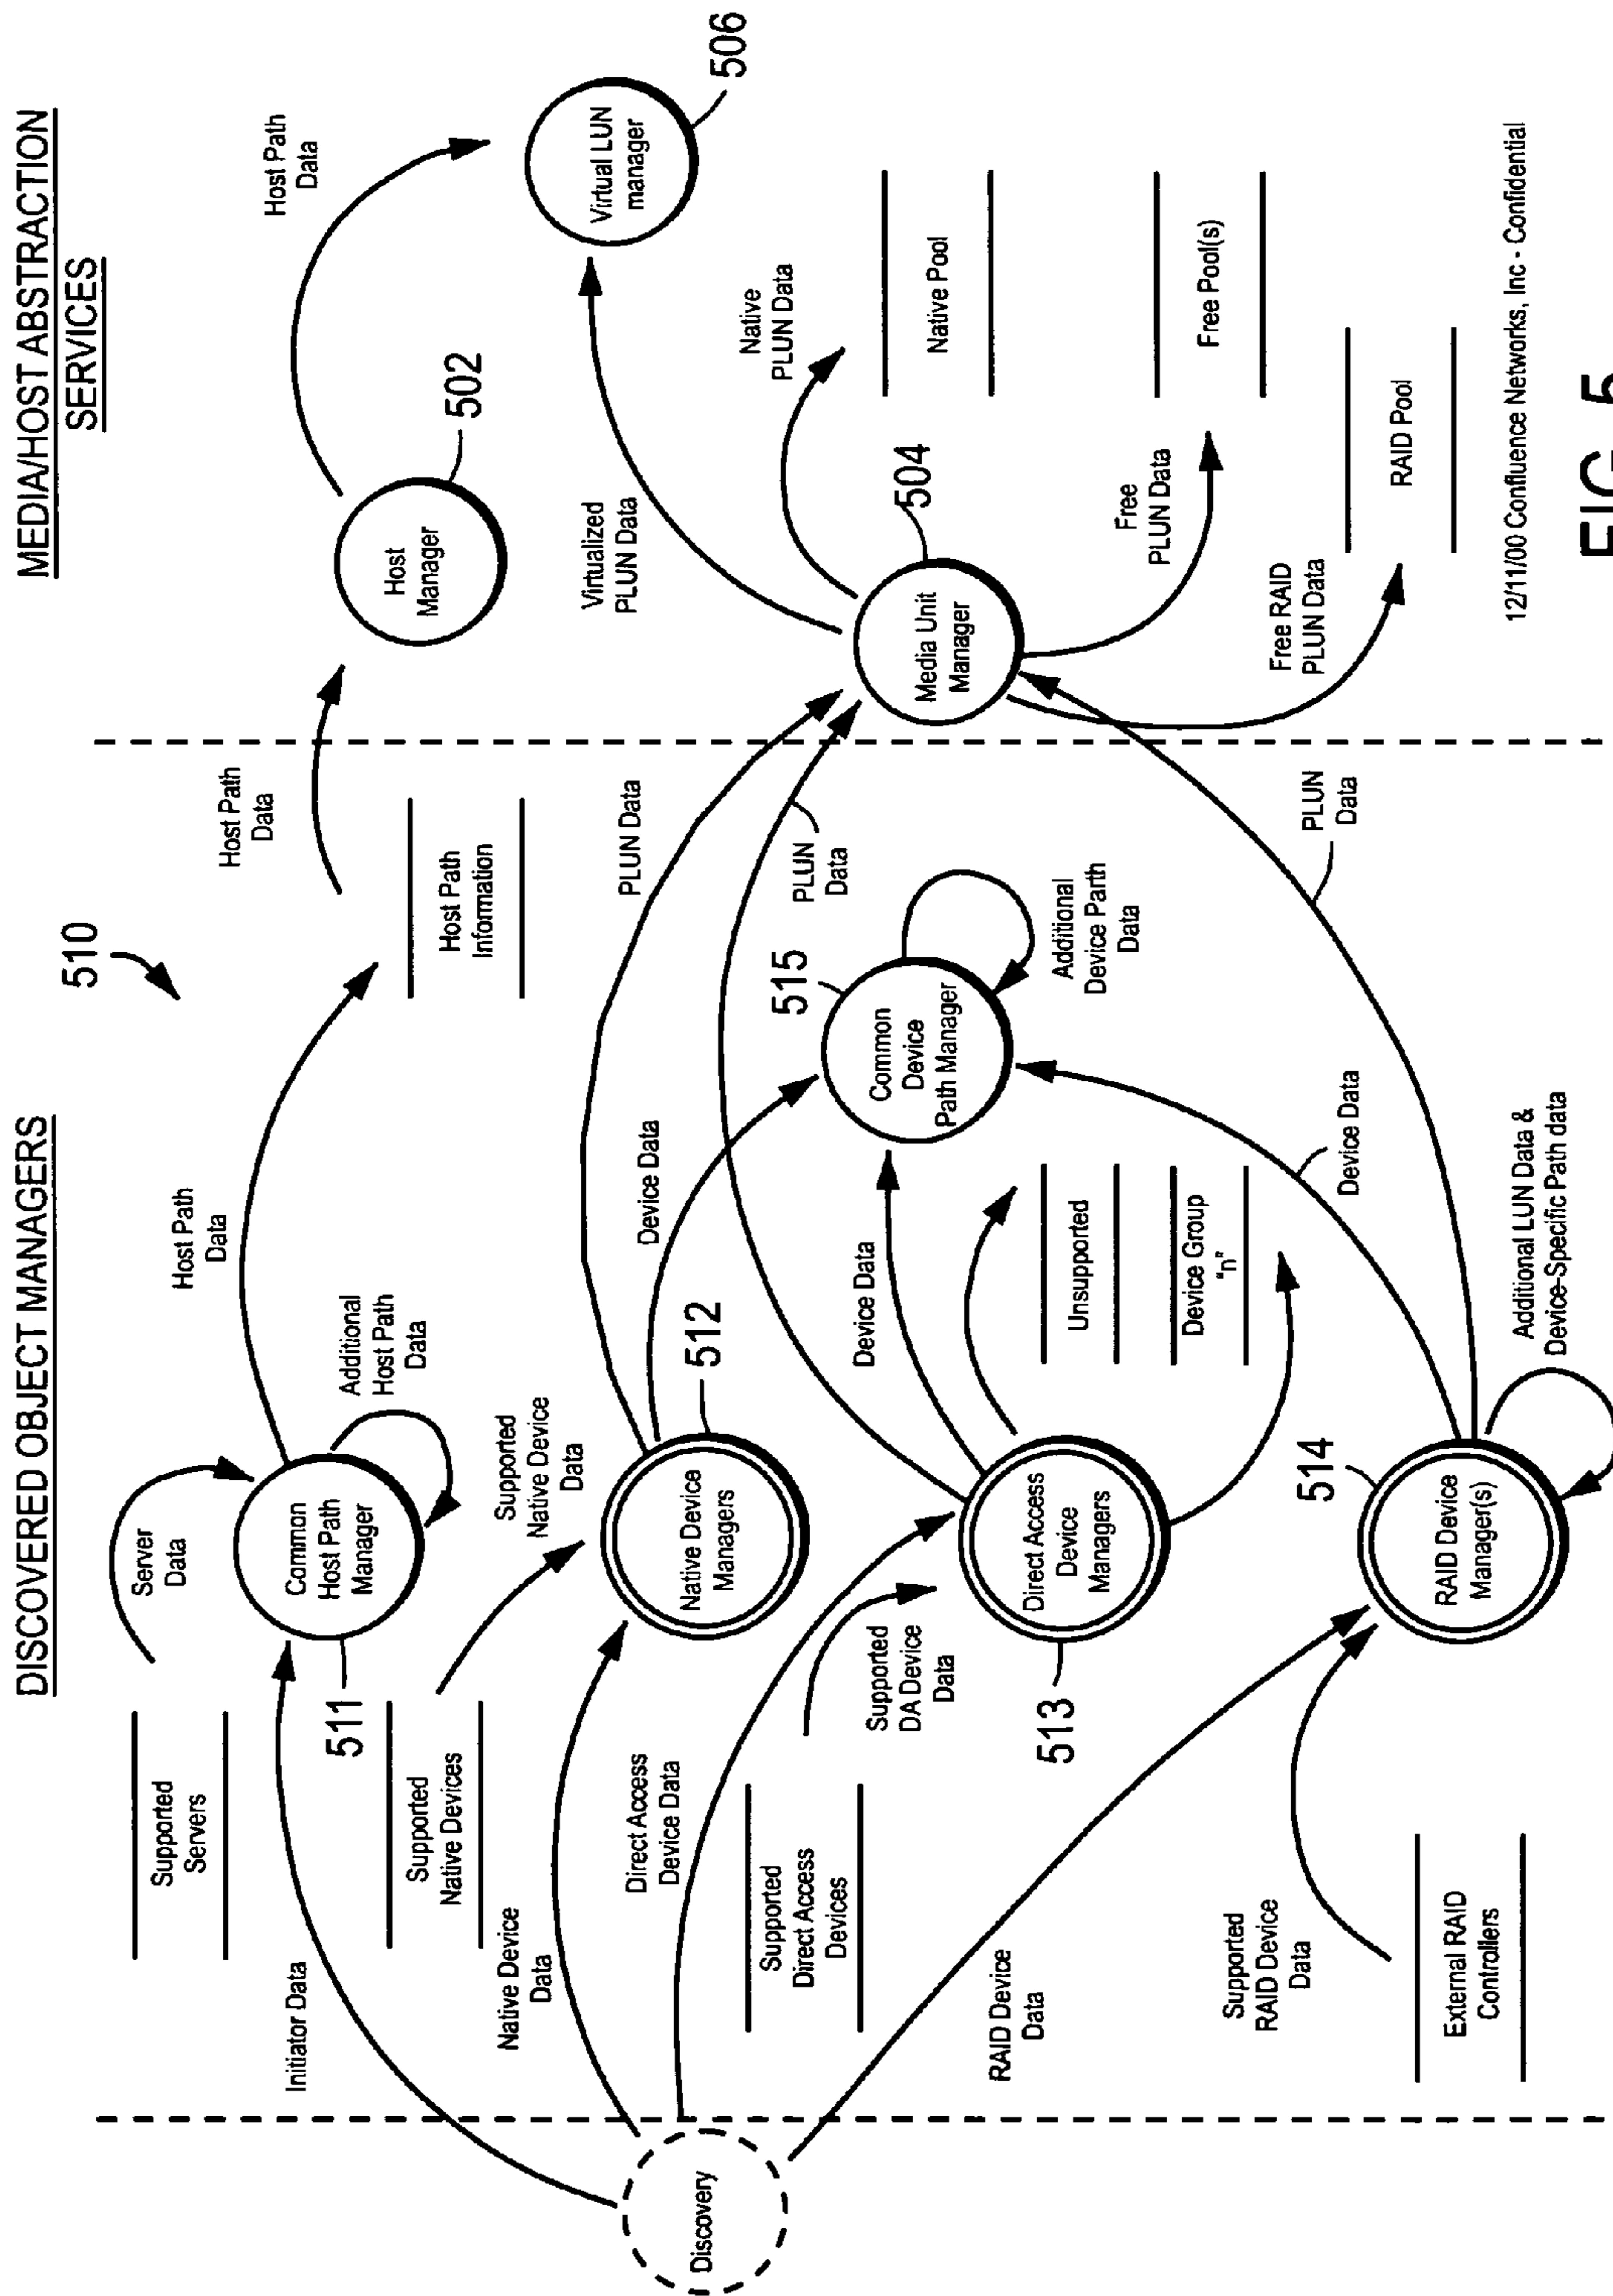 DISCOVERED OBJECT MANAGERS
MEDIA/HOST ABSTRACTION
SERVICES
510
Discovery
Initiator Data
Native Device
Data
Direct Access
Device Data
RAID Device
Data
Supported
Servers
Server
Data
Common
Host Path
Manager
511
Additional
Host Path
Data
Host Path
Data
Host Path
Information
Host Path
Data
Host
Manager
502
Host Path
Data
Virtual LUN
manager
506
Supported
Native Devices
Supported
Native Device
Data
Native Device
Managers
512
PLUN Data
Device Data
Supported
Direct Access
Devices
Supported
DA Device
Data
Direct Access
Device
Managers
513
PLUN
Data
Device Data
Unsupported
Device Group
"n"
Common
Device
Path Manager
515
Additional
Device Parth
Data
External RAID
Controllers
Supported
RAID Device
Data
RAID Device
Manager(s)
514
Additional LUN Data &
Device-Specific Path data
Device Data
PLUN
Data
Media Unit
Manager
504
Virtualized
PLUN Data
Native
PLUN Data
Native Pool
Free
PLUN Data
Free Pool(s)
Free RAID
PLUN Data
RAID Pool
12/11/00 Confluence Networks, Inc - Confidential
FIG. 5